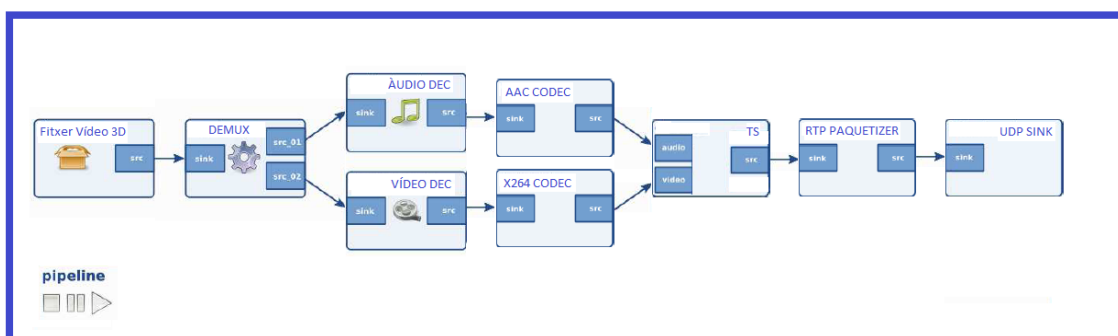 Fitxer Vídeo 3D
src
DEMUX
sink
src_01
src_02
ÀUDIO DEC
sink
src
AAC CODEC
sink
src
VÍDEO DEC
sink
src
X264 CODEC
sink
src
TS
audio
video
src
RTP PAQUETIZER
sink
src
UDP SINK
sink
pipeline